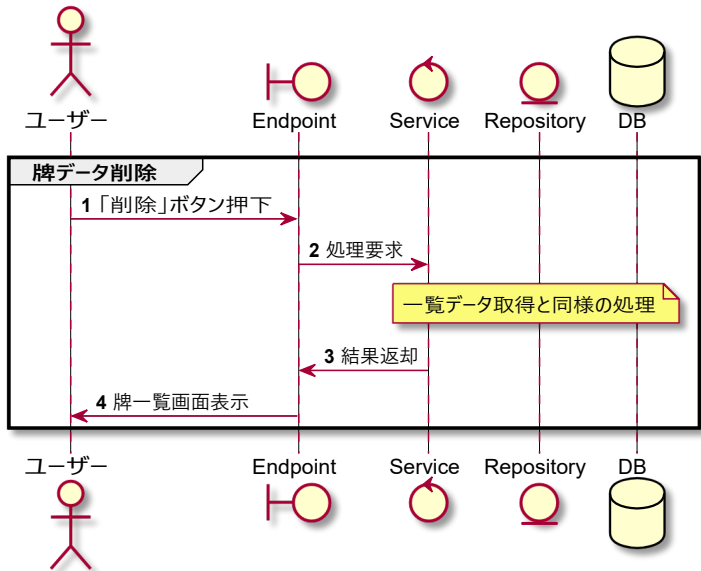 ユーザー Endpoint Service Repository DB
牌データ削除
1 「削除」ボタン押下
2 処理要求
一覧データ取得と同様の処理
3 結果返却
4 牌一覧画面表示
ユーザー Endpoint Service Repository DB